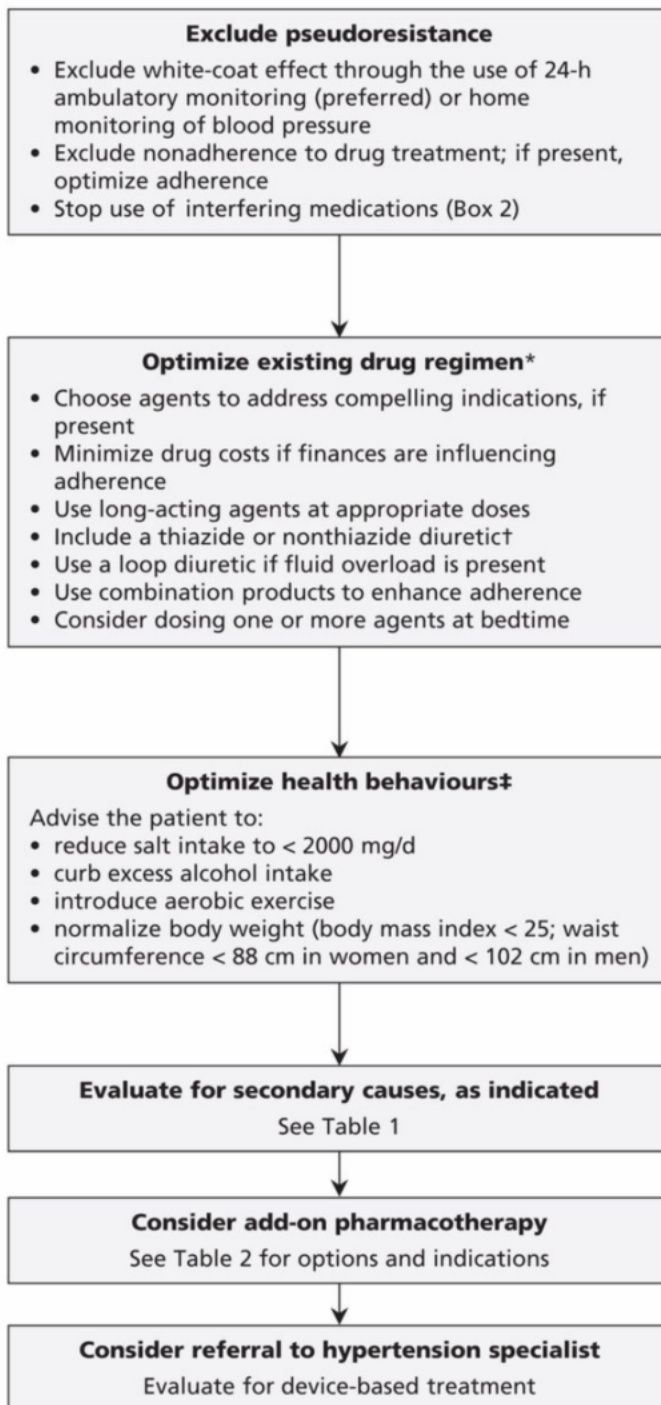 Exclude pseudoresistance
• Exclude white-coat effect through the use of 24-h
ambulatory monitoring (preferred) or home
monitoring of blood pressure
• Exclude nonadherence to drug treatment; if present,
optimize adherence
• Stop use of interfering medications (Box 2)
Optimize existing drug regimen*
• Choose agents to address compelling indications, if
present
• Minimize drug costs if finances are influencing
adherence
• Use long-acting agents at appropriate doses
• Include a thiazide or nonthiazide diuretic†
• Use a loop diuretic if fluid overload is present
• Use combination products to enhance adherence
• Consider dosing one or more agents at bedtime
Optimize health behaviours‡
Advise the patient to:
• reduce salt intake to < 2000 mg/d
• curb excess alcohol intake
• introduce aerobic exercise
• normalize body weight (body mass index < 25; waist
circumference < 88 cm in women and < 102 cm in men)
Evaluate for secondary causes, as indicated
See Table 1
Consider add-on pharmacotherapy
See Table 2 for options and indications
Consider referral to hypertension specialist
Evaluate for device-based treatment